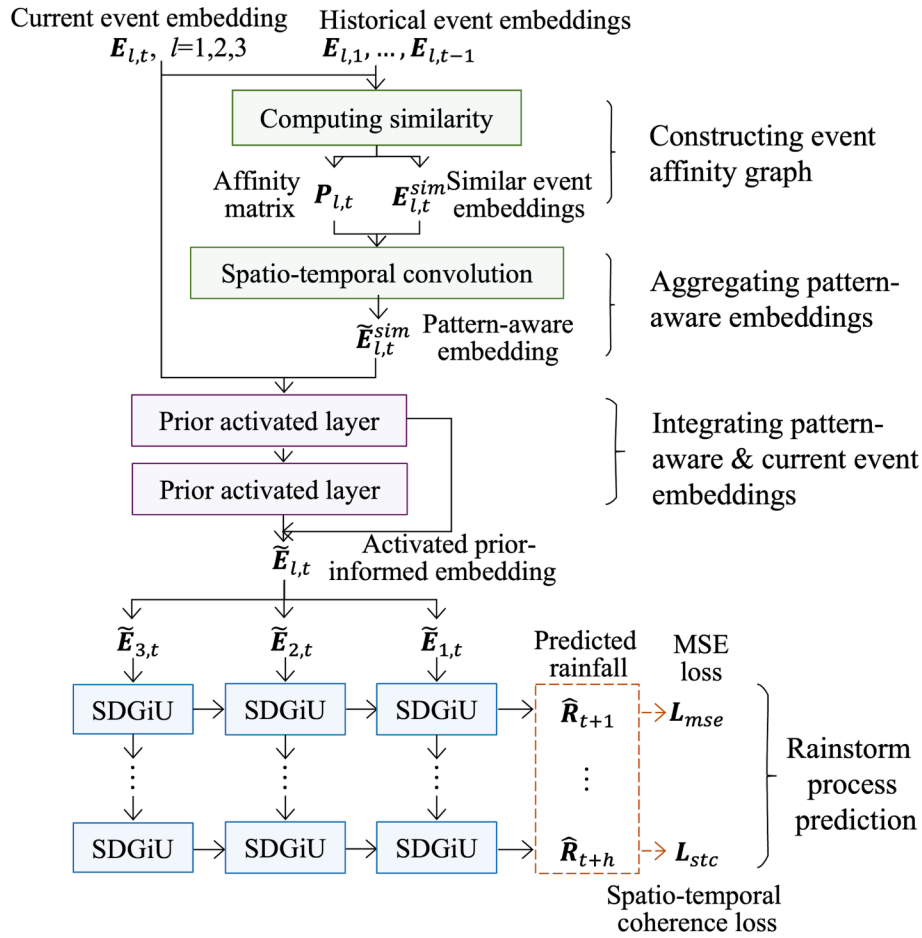 Current event embedding
E_{l,t}, l=1,2,3
Historical event embeddings
E_{l,1}, …, E_{l,t−1}
Computing similarity
Constructing event
affinity graph
Affinity
matrix
P_{l,t}
E_{l,t}^{sim}
Similar event
embeddings
Spatio-temporal convolution
Aggregating pattern-
aware embeddings
Ẽ_{l,t}^{sim}
Pattern-aware
embedding
Prior activated layer
Prior activated layer
Integrating pattern-
aware & current event
embeddings
Ẽ_{l,t}
Activated prior-
informed embedding
Ẽ_{3,t}
Ẽ_{2,t}
Ẽ_{1,t}
Predicted
rainfall
MSE
loss
SDGiU
SDGiU
SDGiU
R̂_{t+1}
L_{mse}
⋮
⋮
⋮
⋮
Rainstorm
process
prediction
SDGiU
SDGiU
SDGiU
R̂_{t+h}
L_{stc}
Spatio-temporal
coherence loss